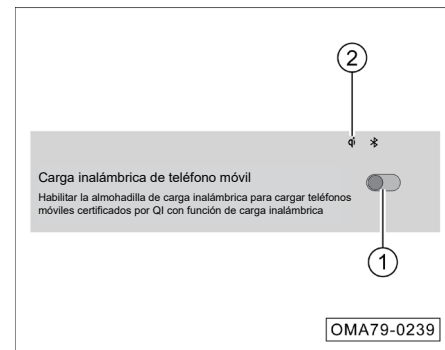 2
qi
Carga inalámbrica de teléfono móvil
Habilitar la almohadilla de carga inalámbrica para cargar teléfonos
móviles certificados por QI con función de carga inalámbrica
1
OMA79-0239